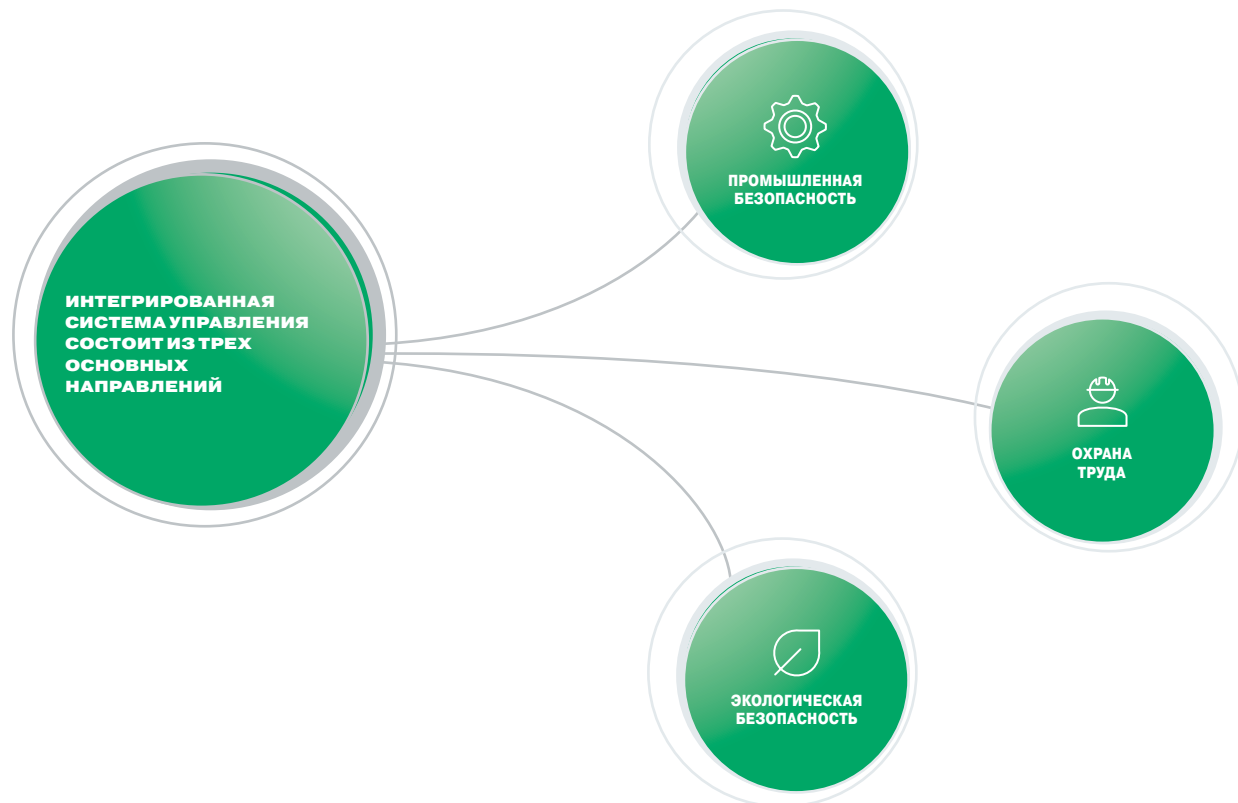 ИНТЕГРИРОВАННАЯ
СИСТЕМА УПРАВЛЕНИЯ
СОСТОИТ ИЗ ТРЕХ
ОСНОВНЫХ
НАПРАВЛЕНИЙ
ПРОМЫШЛЕННАЯ
БЕЗОПАСНОСТЬ
ОХРАНА
ТРУДА
ЭКОЛОГИЧЕСКАЯ
БЕЗОПАСНОСТЬ